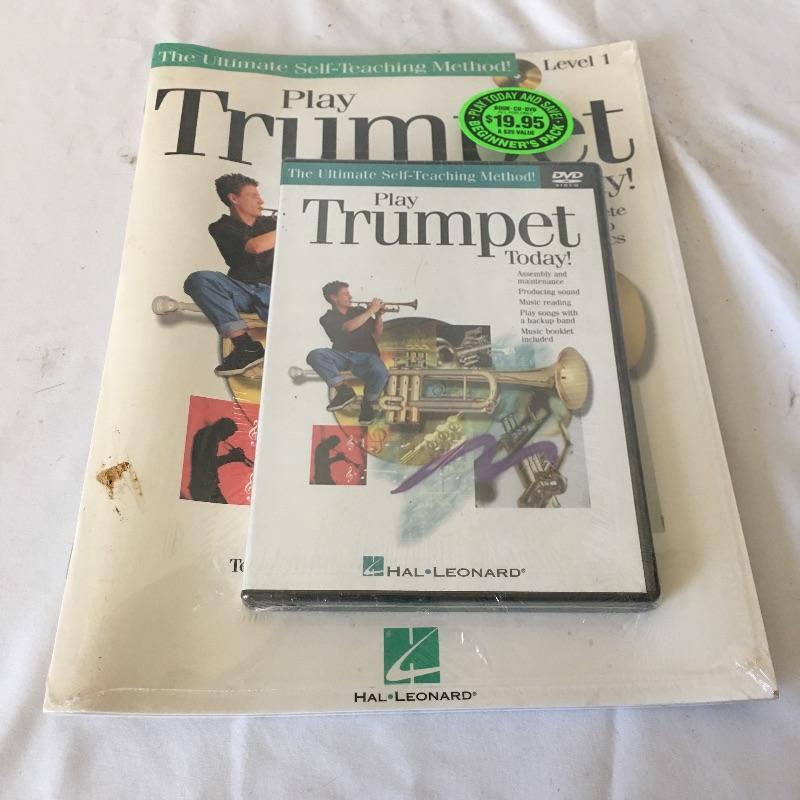 The Ultimate Self-Teaching Method!
Level 1
Play
Trumpet
PLAY TODAY AND SAVE!
BOOK • CD • DVD
$19.95
A $25 VALUE
BEGINNER'S PACK
The Ultimate Self-Teaching Method!
DVD
VIDEO
Play
Trumpet
Today!
Assembly and
maintenance
Producing sound
Music reading
Play songs with
a backup band
Music booklet
included
HAL•LEONARD®
HAL•LEONARD®